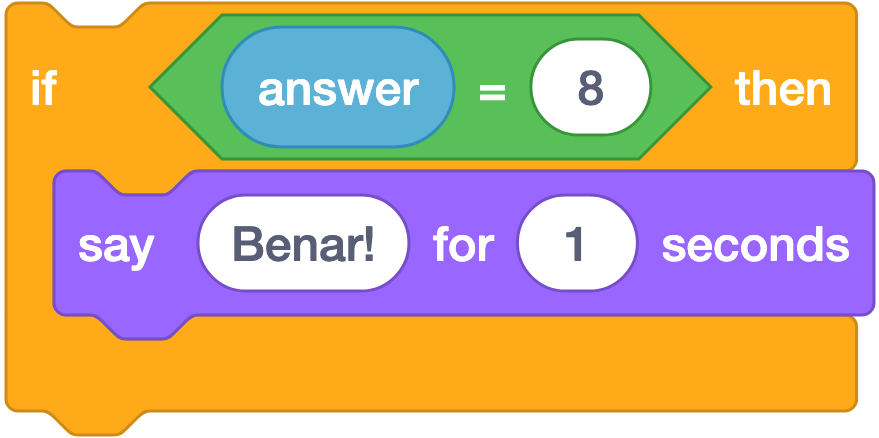 if answer = 8 then
say Benar! for 1 seconds